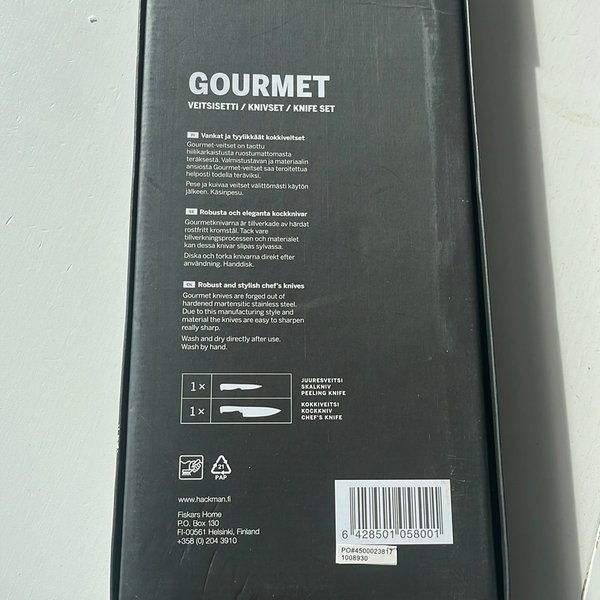 GOURMET
VEITSISETTI / KNIVSET / KNIFE SET
FI Vankat ja tyylikkäät kokkiveitset
Gourmet-veitset on taottu
hiilikarkaistusta ruostumattomasta
teräksestä. Valmistustavan ja materiaalin
ansiosta Gourmet-veitset saa teroitettua
helposti todella teräviksi.
Pese ja kuivaa veitset välittömästi käytön
jälkeen. Käsinpesu.
SE Robusta och eleganta kockknivar
Gourmetknivarna är tillverkade av härdat
rostfritt kromstål. Tack vare
tillverkningsprocessen och materialet
kan dessa knivar slipas sylvassa.
Diska och torka knivarna direkt efter
användning. Handdisk.
EN Robust and stylish chef's knives
Gourmet knives are forged out of
hardened martensitic stainless steel.
Due to this manufacturing style and
material the knives are easy to sharpen
really sharp.
Wash and dry directly after use.
Wash by hand.
1× JUURESVEITSI
SKALKNIV
PEELING KNIFE
1× KOKKIVEITSI
KOCKKNIV
CHEF'S KNIFE
21
PAP
www.hackman.fi
Fiskars Home
P.O. Box 130
FI-00561 Helsinki, Finland
+358 (0) 204 3910
6 428501 058001
PO#4500023817
1008930